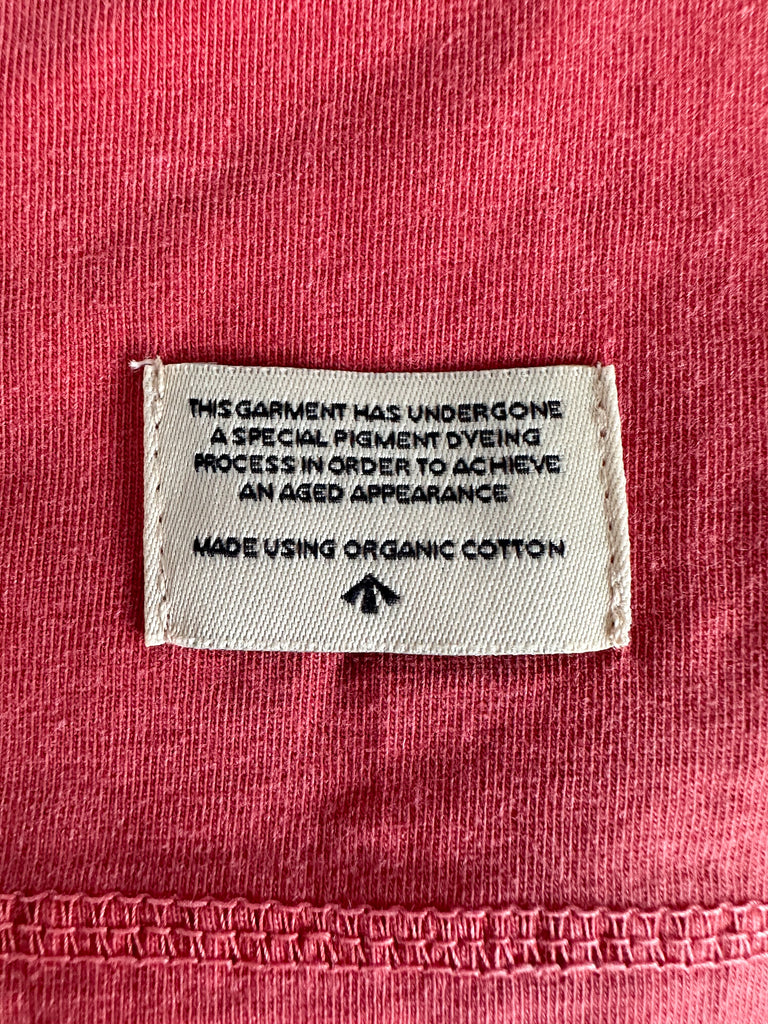 THIS GARMENT HAS UNDERGONE
A SPECIAL PIGMENT DYEING
PROCESS IN ORDER TO ACHIEVE
AN AGED APPEARANCE
MADE USING ORGANIC COTTON